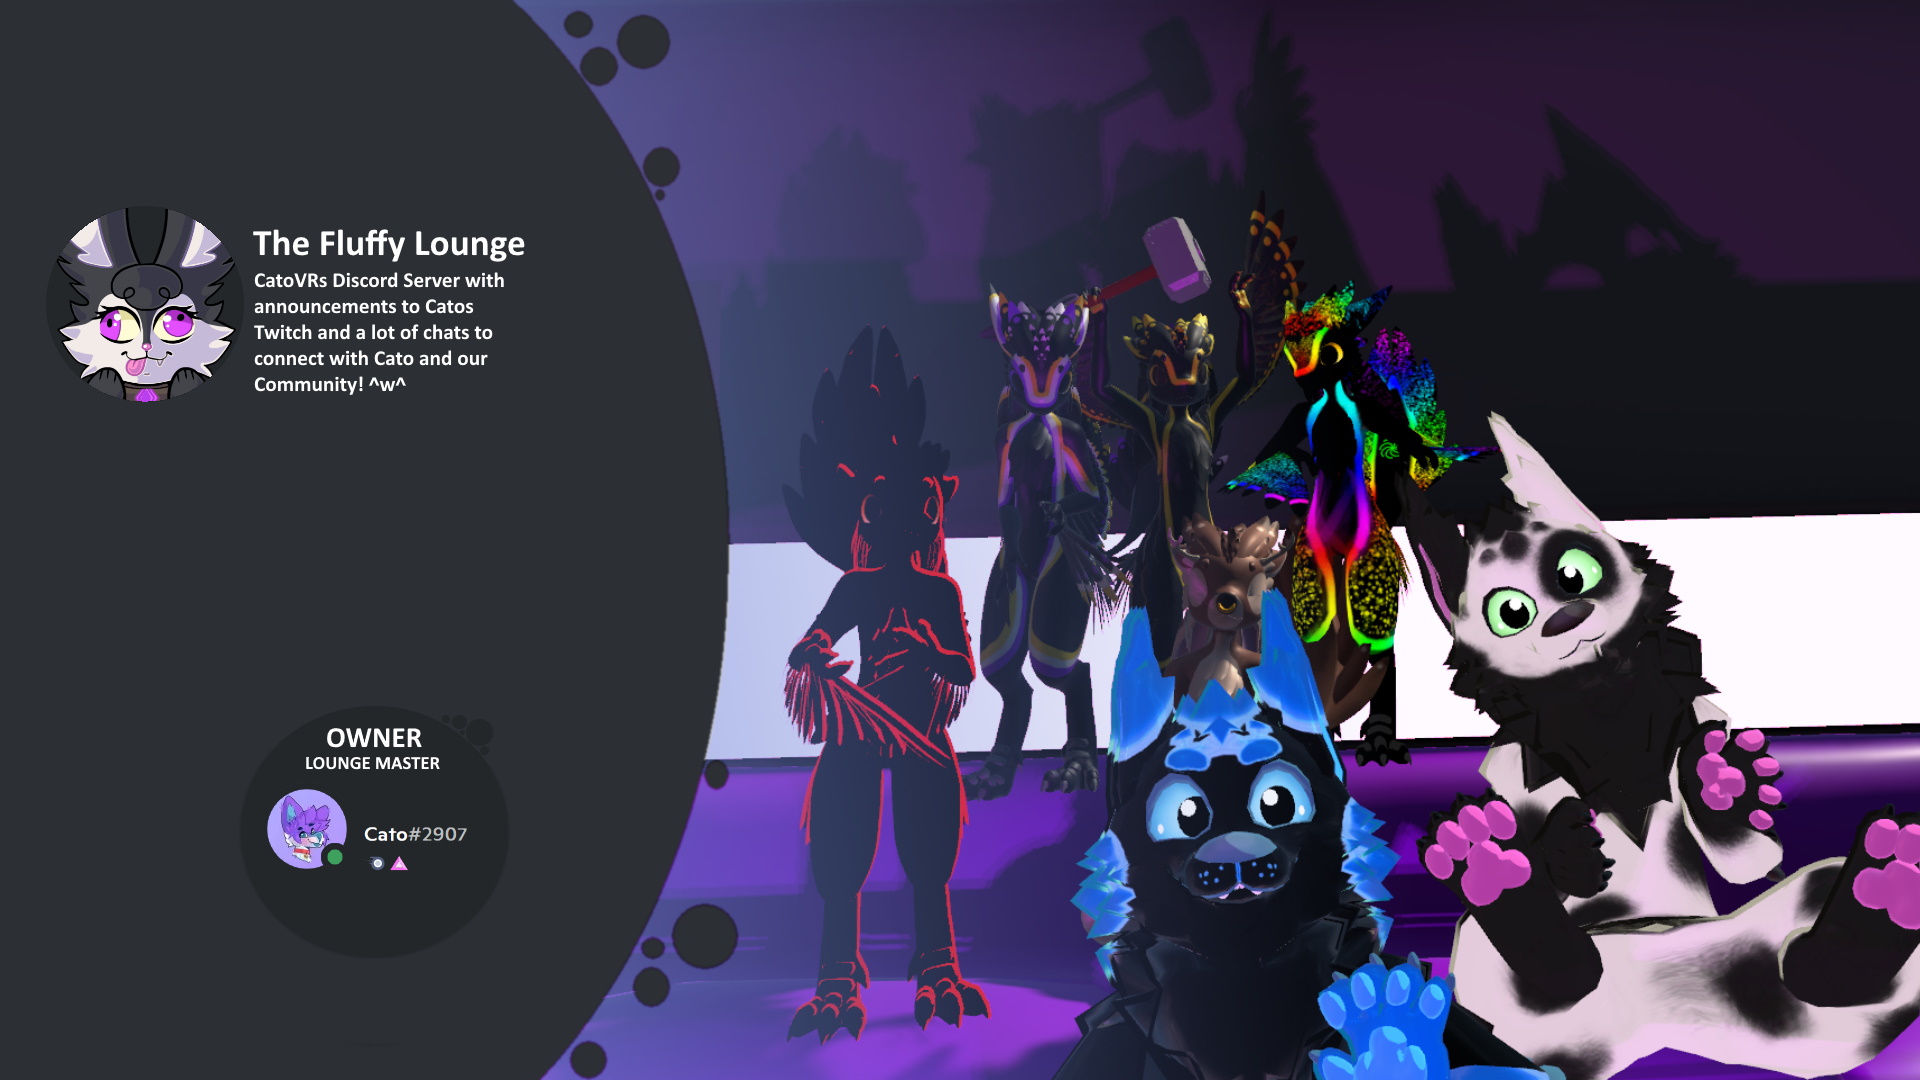 The Fluffy Lounge
CatoVRs Discord Server with
announcements to Catos
Twitch and a lot of chats to
connect with Cato and our
Community! ^w^
OWNER
LOUNGE MASTER
Cato#2907